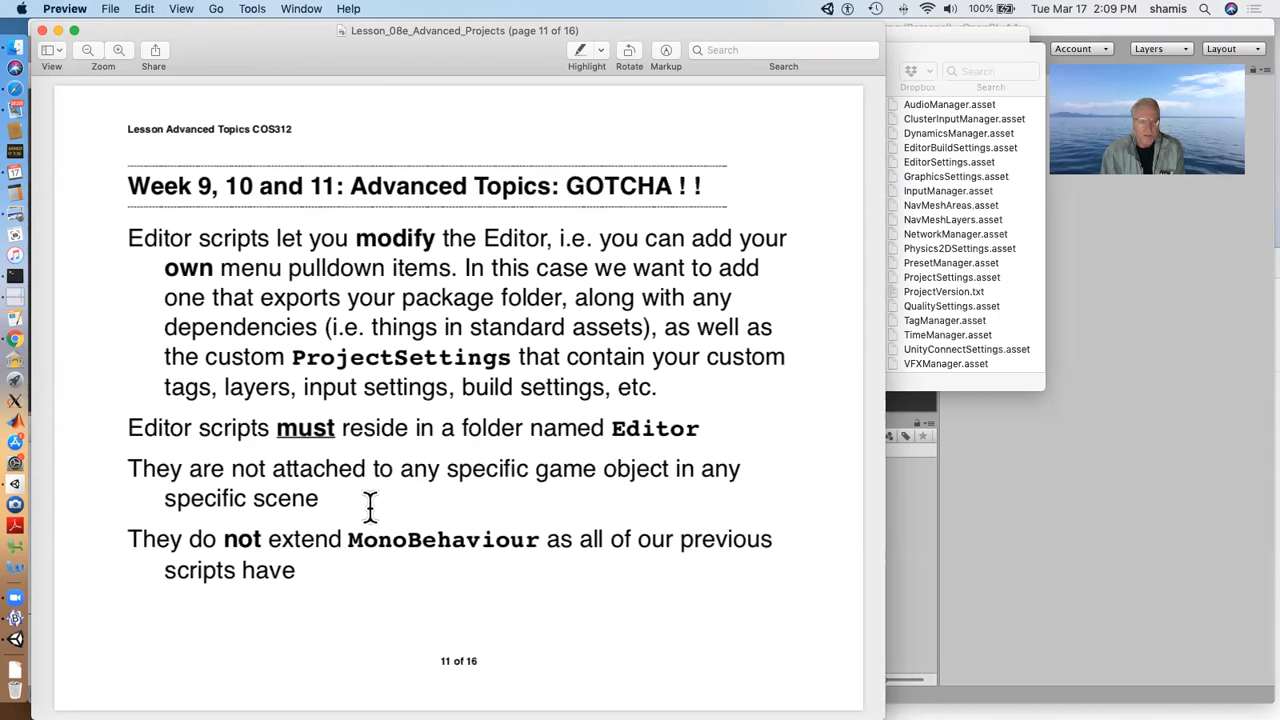 Preview File Edit View Go Tools Window Help
100% Tue Mar 17 2:09 PM shamis
Lesson_08e_Advanced_Projects (page 11 of 16)
Search
View Zoom Share Highlight Rotate Markup Search
Account Layers Layout
Search
Dropbox Search
AudioManager.asset
ClusterInputManager.asset
DynamicsManager.asset
EditorBuildSettings.asset
EditorSettings.asset
GraphicsSettings.asset
InputManager.asset
NavMeshAreas.asset
NavMeshLayers.asset
NetworkManager.asset
Physics2DSettings.asset
PresetManager.asset
ProjectSettings.asset
ProjectVersion.txt
QualitySettings.asset
TagManager.asset
TimeManager.asset
UnityConnectSettings.asset
VFXManager.asset
Lesson Advanced Topics COS312
Week 9, 10 and 11: Advanced Topics: GOTCHA ! !
Editor scripts let you modify the Editor, i.e. you can add your
own menu pulldown items. In this case we want to add
one that exports your package folder, along with any
dependencies (i.e. things in standard assets), as well as
the custom ProjectSettings that contain your custom
tags, layers, input settings, build settings, etc.
Editor scripts must reside in a folder named Editor
They are not attached to any specific game object in any
specific scene
They do not extend MonoBehaviour as all of our previous
scripts have
11 of 16